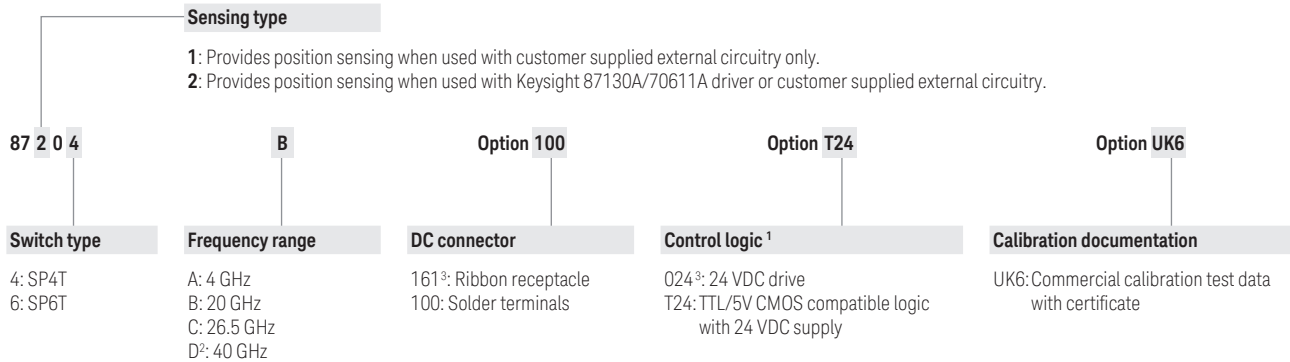 Sensing type
1: Provides position sensing when used with customer supplied external circuitry only.
2: Provides position sensing when used with Keysight 87130A/70611A driver or customer supplied external circuitry.
87 2 0 4 B Option 100 Option T24 Option UK6
Switch type
4: SP4T
6: SP6T
Frequency range
A: 4 GHz
B: 20 GHz
C: 26.5 GHz
D²: 40 GHz
DC connector
161³: Ribbon receptacle
100: Solder terminals
Control logic ¹
024³: 24 VDC drive
T24: TTL/5V CMOS compatible logic
with 24 VDC supply
Calibration documentation
UK6: Commercial calibration test data
with certificate